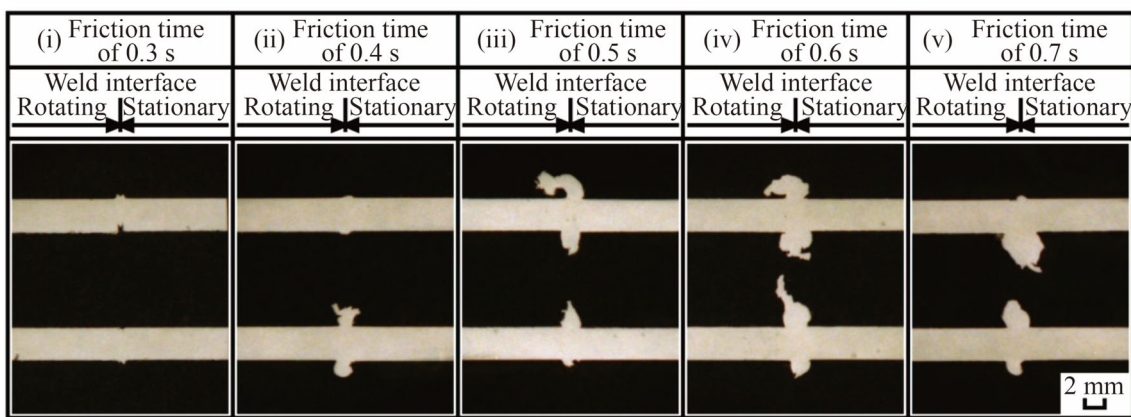 (i) Friction time
of 0.3 s
(ii) Friction time
of 0.4 s
(iii) Friction time
of 0.5 s
(iv) Friction time
of 0.6 s
(v) Friction time
of 0.7 s
Weld interface
Rotating Stationary
Weld interface
Rotating Stationary
Weld interface
Rotating Stationary
Weld interface
Rotating Stationary
Weld interface
Rotating Stationary
2 mm